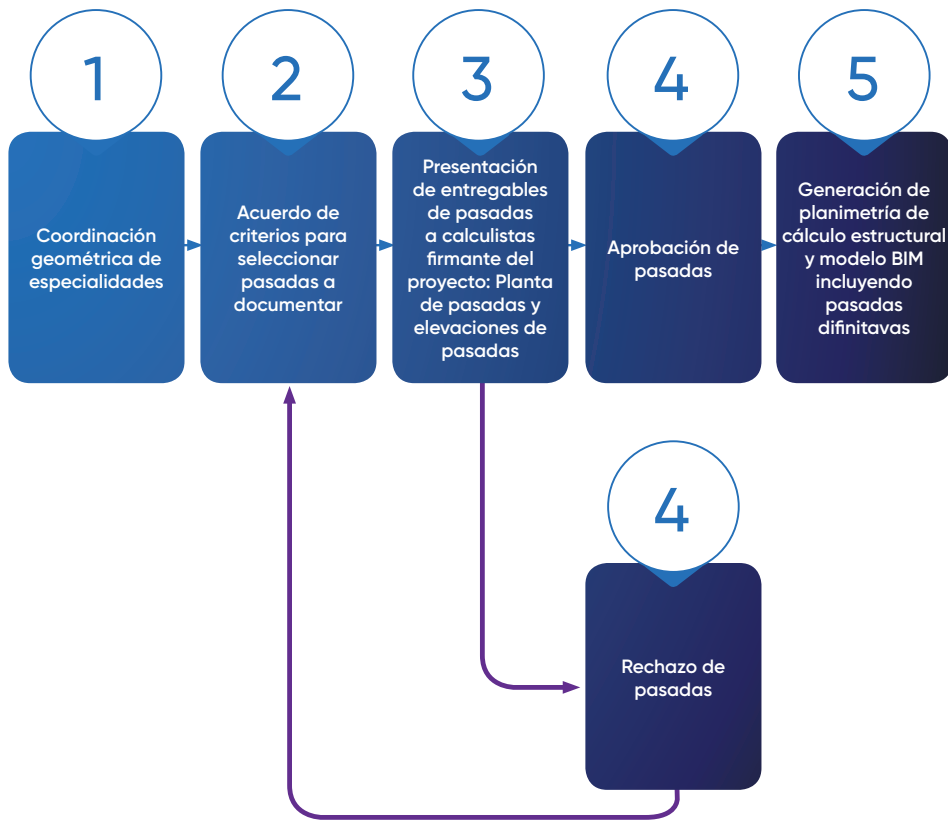 1
Coordinación
geométrica de
especialidades
2
Acuerdo de
criterios para
seleccionar
pasadas a
documentar
3
Presentación
de entregables
de pasadas
a calculistas
firmante del
proyecto: Planta
de pasadas y
elevaciones de
pasadas
4
Aprobación de
pasadas
5
Generación de
planimetría de
cálculo estructural
y modelo BIM
incluyendo
pasadas
difinitavas
4
Rechazo de
pasadas